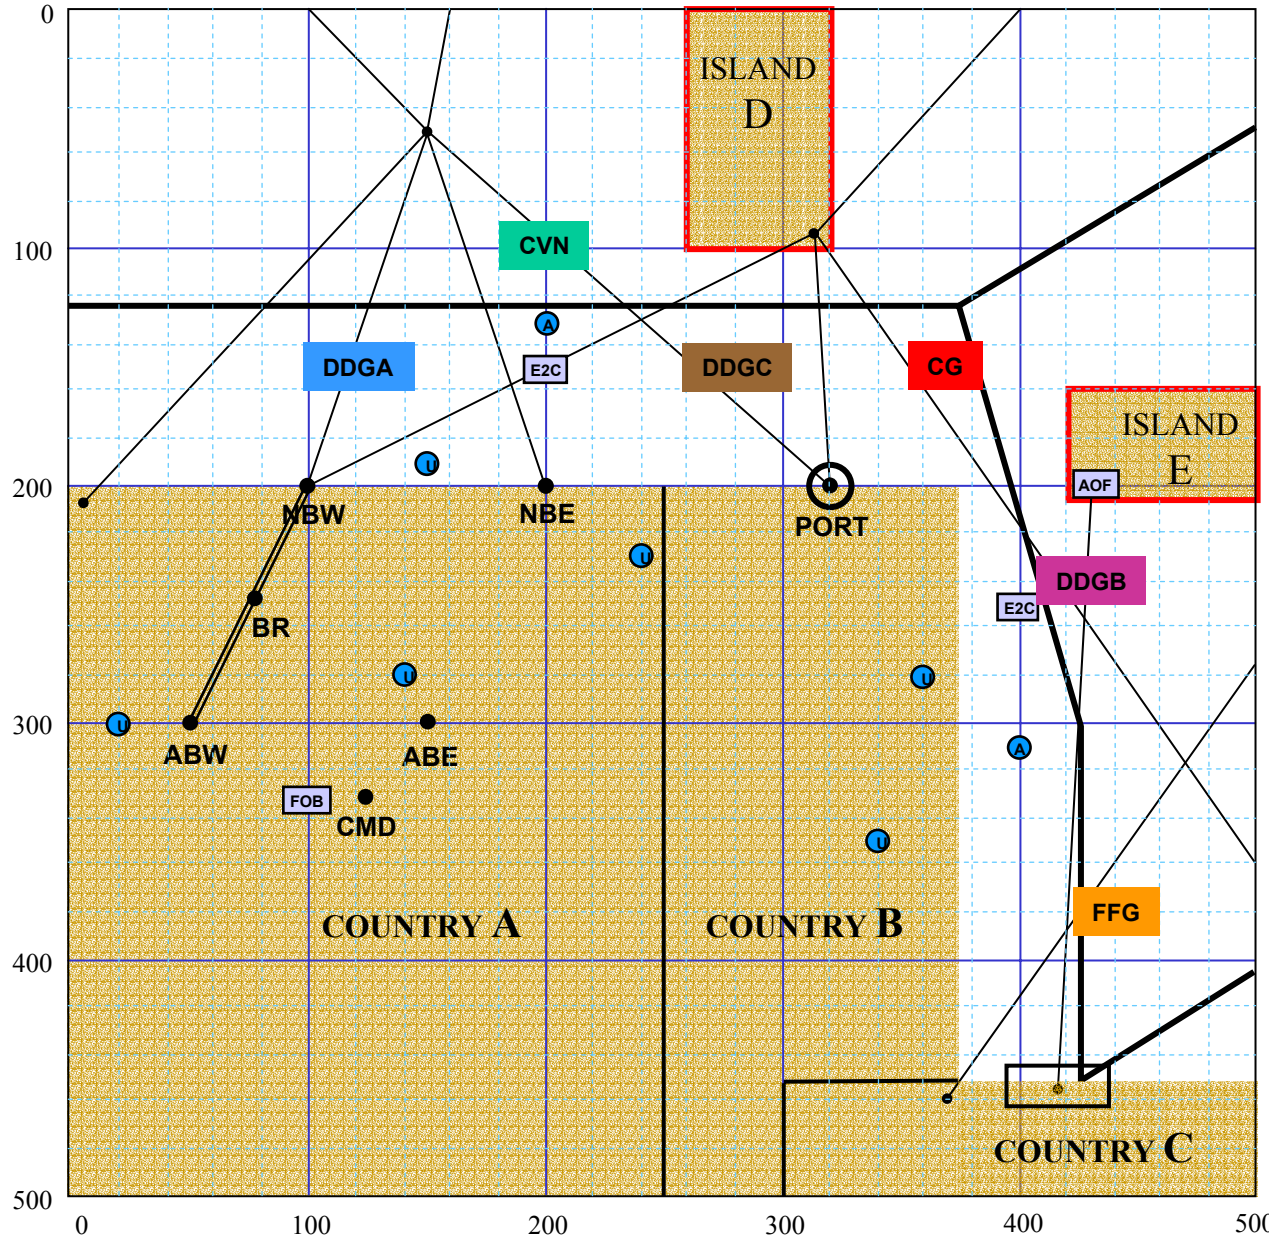 0
ISLAND
D
CVN
100
A
DDGA
E2C
DDGC
CG
ISLAND
E
U
AOF
200
NBW
NBE
PORT
U
DDGB
E2C
BR
U
U
U
300
ABW
ABE
A
FOB
CMD
U
COUNTRY A
COUNTRY B
FFG
400
COUNTRY C
500
0
100
200
300
400
500